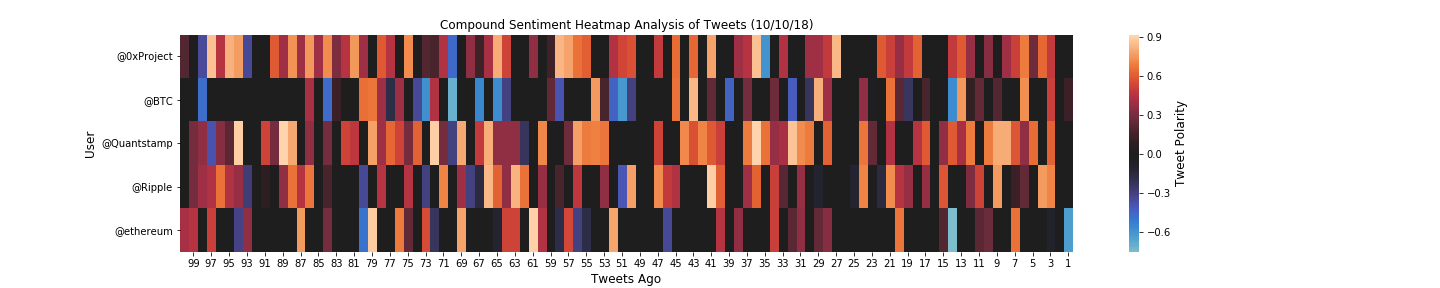 Compound Sentiment Heatmap Analysis of Tweets (10/10/18)
User
@0xProject
@BTC
@Quantstamp
@Ripple
@ethereum
99 97 95 93 91 89 87 85 83 81 79 77 75 73 71 69 67 65 63 61 59 57 55 53 51 49 47 45 43 41 39 37 35 33 31 29 27 25 23 21 19 17 15 13 11 9 7 5 3 1
Tweets Ago
0.9
0.6
0.3
0.0
−0.3
−0.6
Tweet Polarity